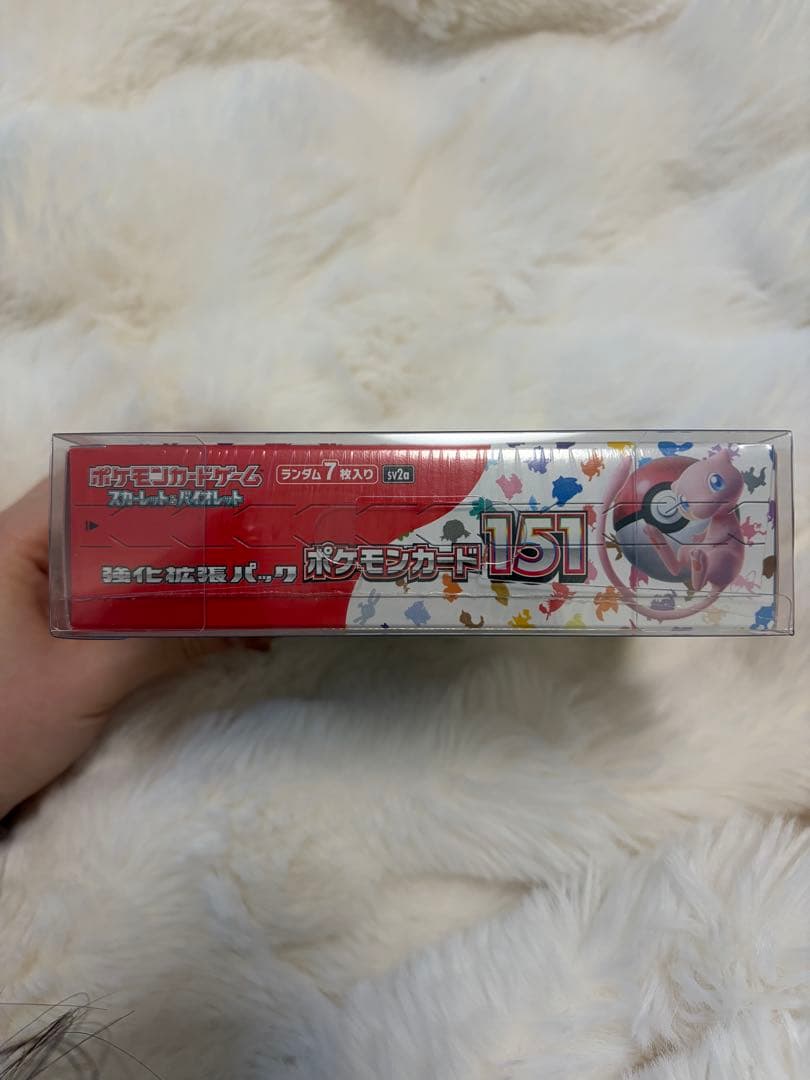 ポケモンカードゲーム
スカーレット&バイオレット
ランダム7枚入り
sv2a
強化拡張パック
ポケモンカード151